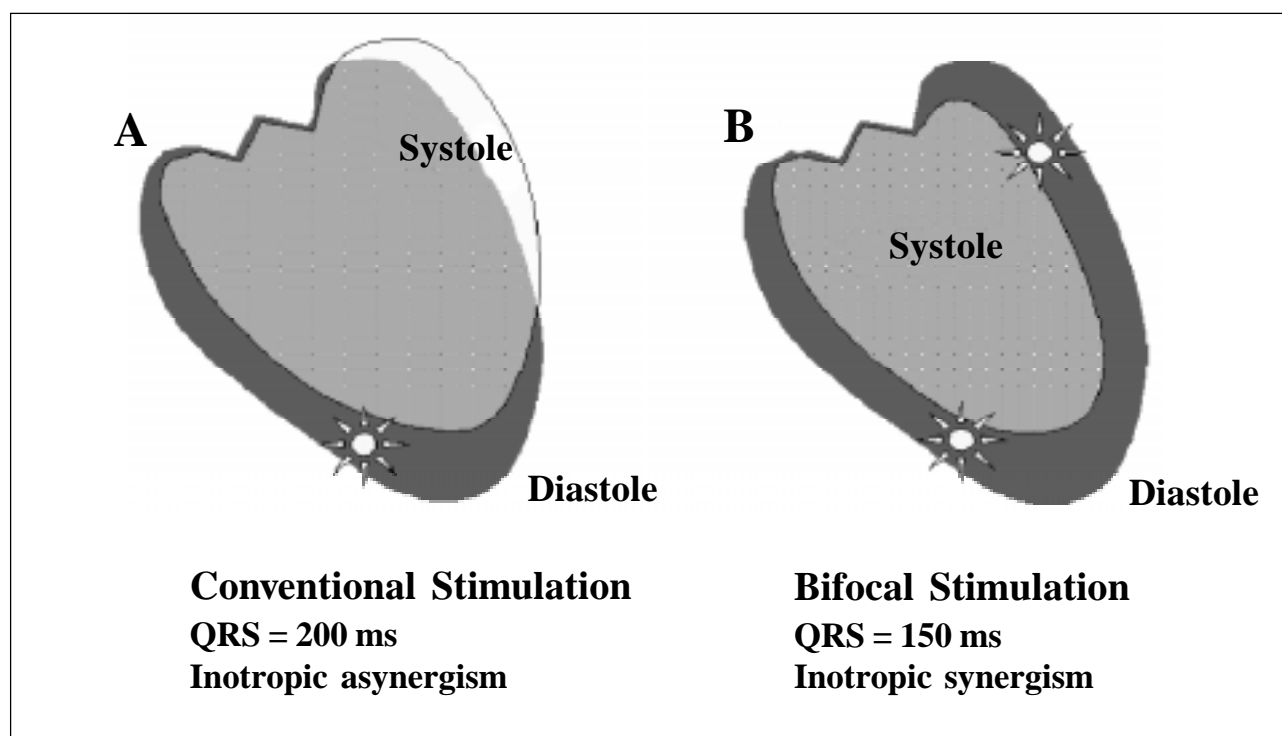 A
Systole
Diastole
Conventional Stimulation
QRS = 200 ms
Inotropic asynergism
B
Systole
Diastole
Bifocal Stimulation
QRS = 150 ms
Inotropic synergism